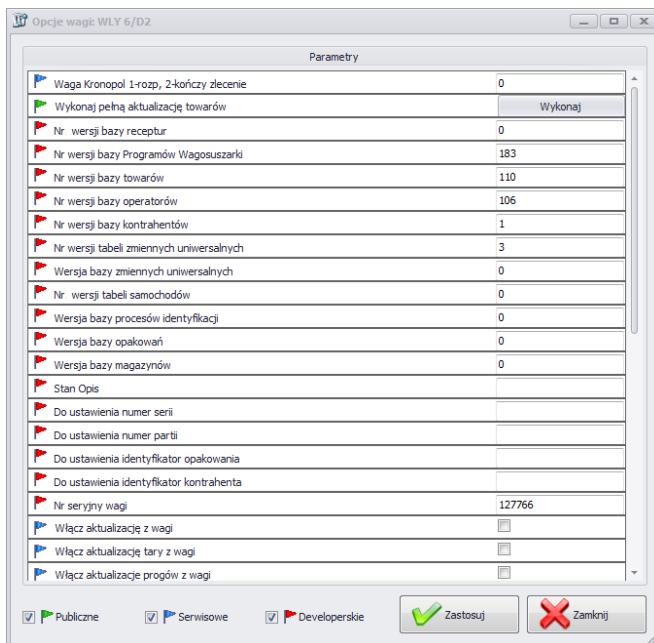 Opcje wagi: WLY 6/D2
Parametry
Waga Kronopol 1-rozp, 2-kończy zlecenie 0
Wykonaj pełną aktualizację towarów Wykonaj
Nr wersji bazy receptur 0
Nr wersji bazy Programów Wagosuszarki 183
Nr wersji bazy towarów 110
Nr wersji bazy operatorów 106
Nr wersji bazy kontrahentów 1
Nr wersji tabeli zmiennych uniwersalnych 3
Wersja bazy zmiennych uniwersalnych 0
Nr wersji tabeli samochodów 0
Wersja bazy procesów identyfikacji 0
Wersja bazy opakowań 0
Wersja bazy magazynów 0
Stan Opis
Do ustawienia numer serii
Do ustawienia numer partii
Do ustawienia identyfikator opakowania
Do ustawienia identyfikator kontrahenta
Nr seryjny wagi 127766
Włącz aktualizację z wagi
Włącz aktualizację tary z wagi
Włącz aktualizacje progów z wagi
Publiczne Serwisowe Developerskie Zastosuj Zamknij